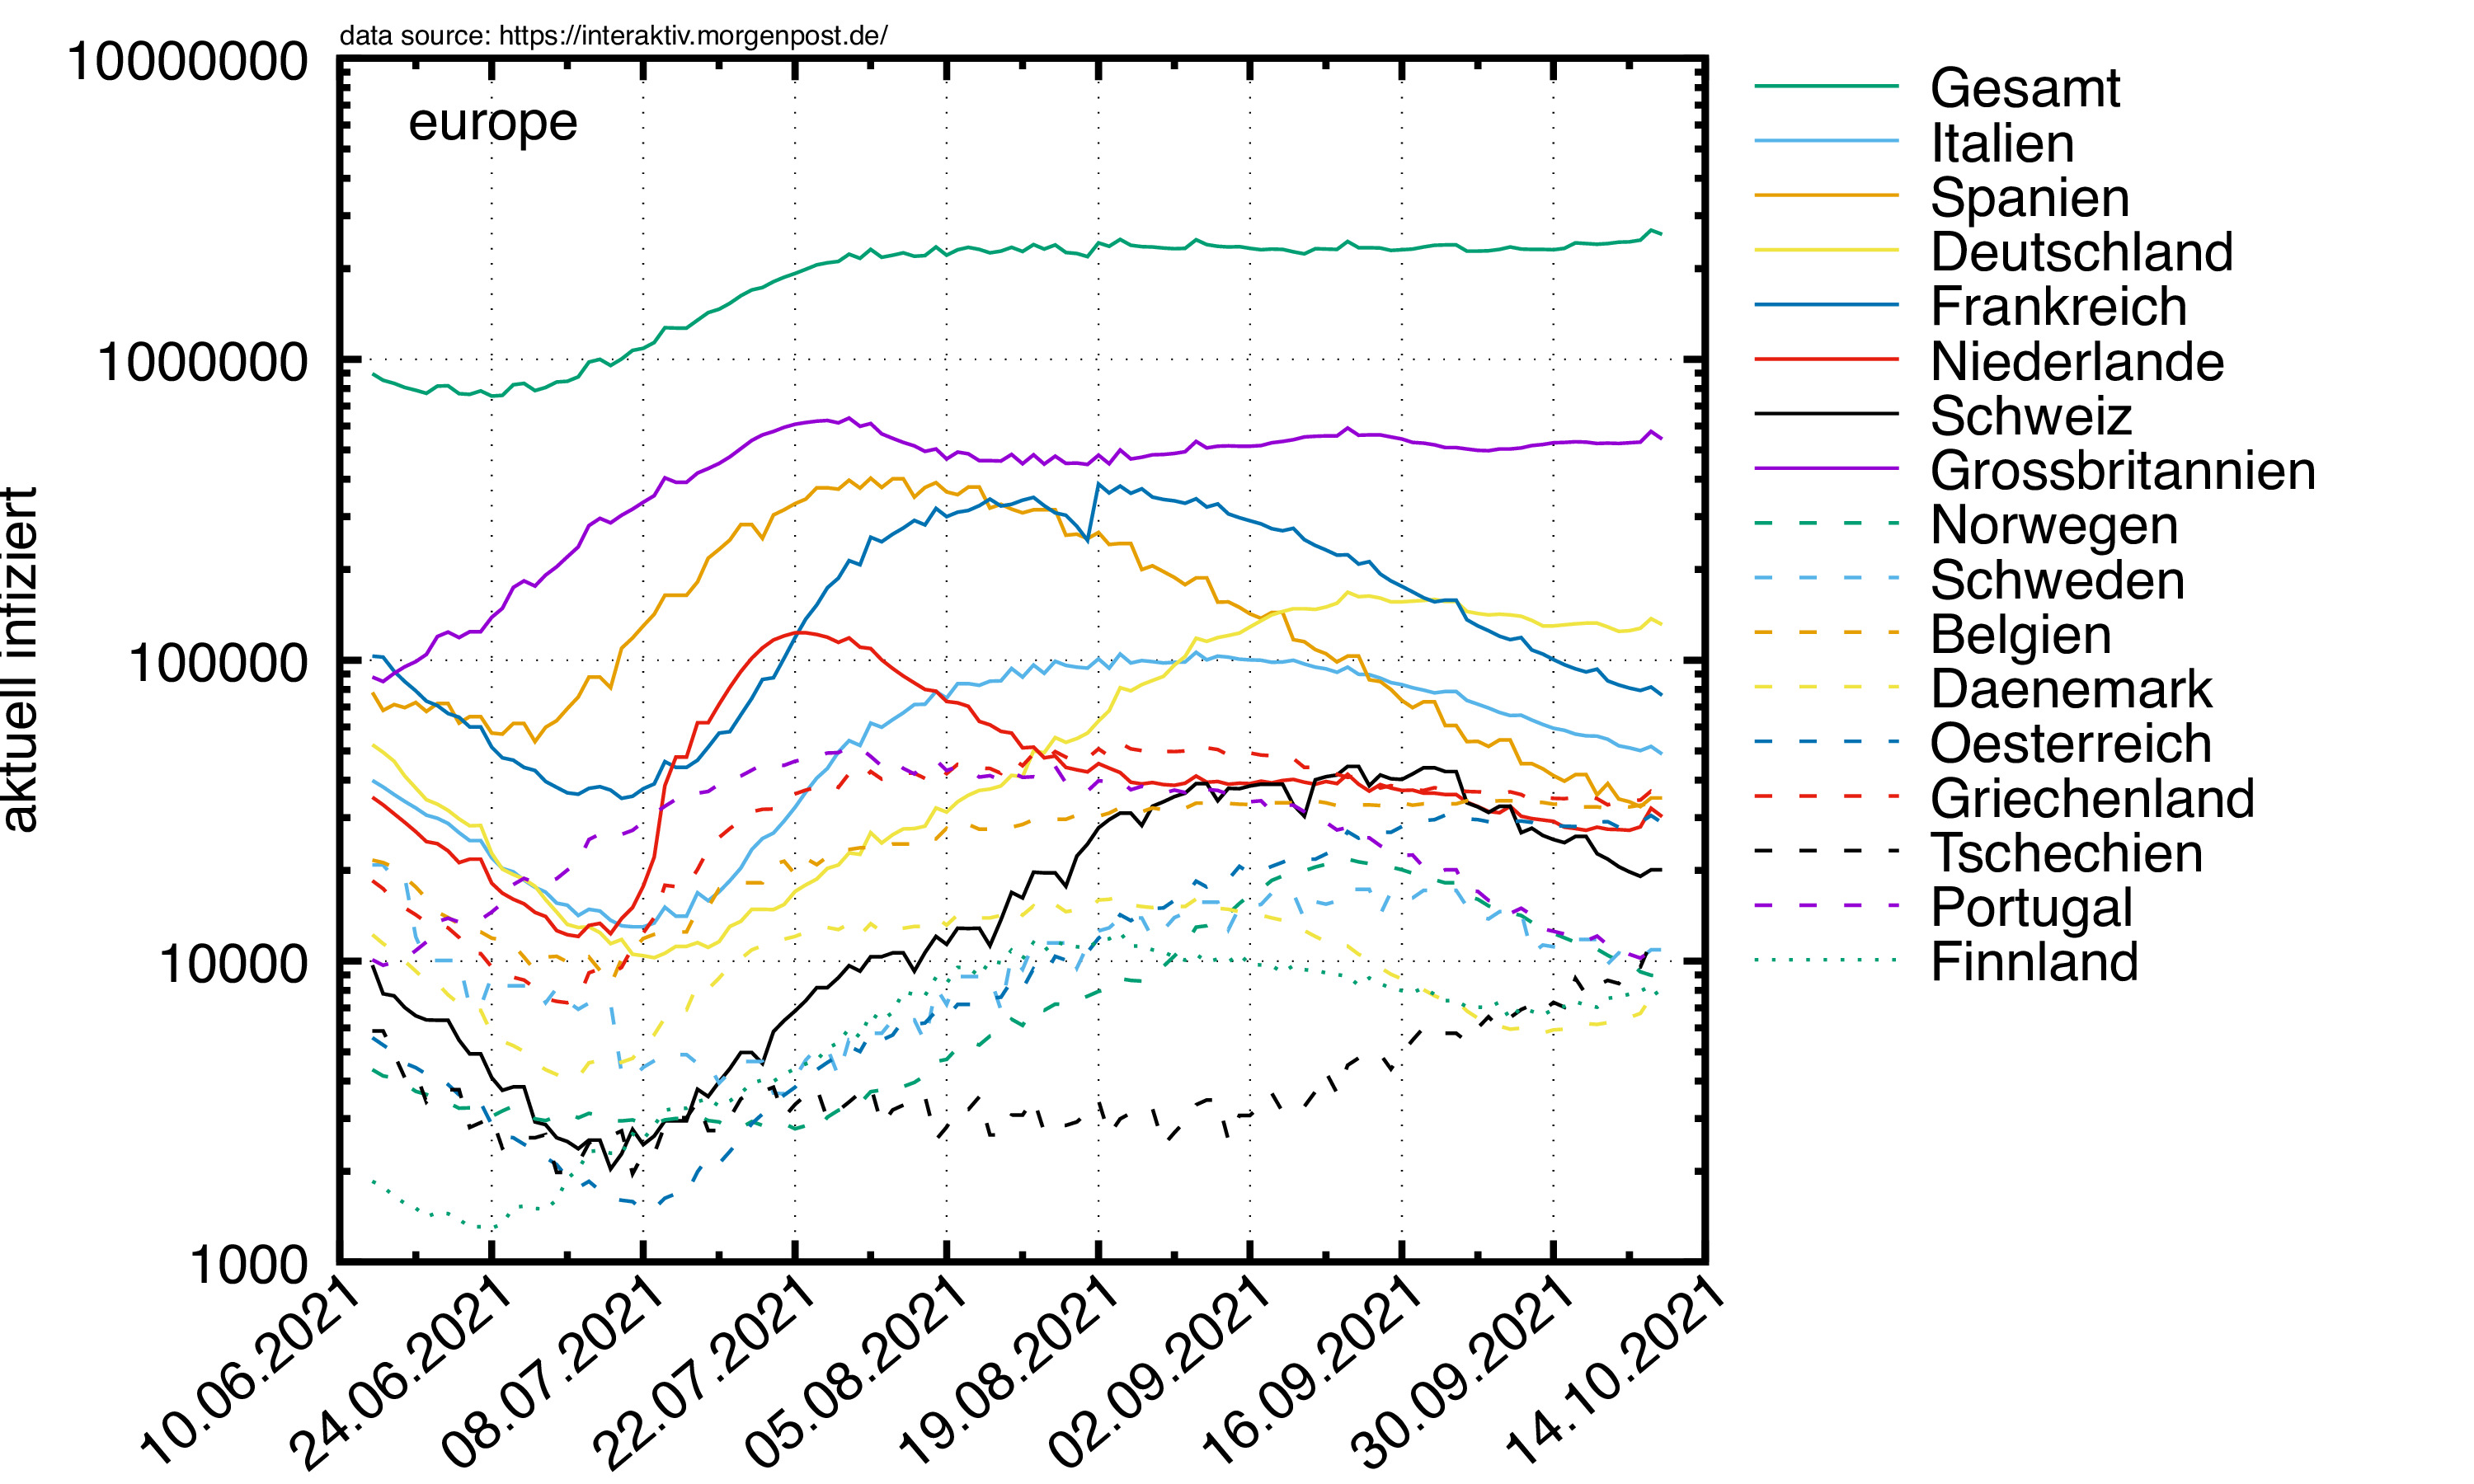 data source: https://interaktiv.morgenpost.de/
europe
aktuell infiziert
10000000
1000000
100000
10000
1000
10.06.2021
24.06.2021
08.07.2021
22.07.2021
05.08.2021
19.08.2021
02.09.2021
16.09.2021
30.09.2021
14.10.2021
Gesamt
Italien
Spanien
Deutschland
Frankreich
Niederlande
Schweiz
Grossbritannien
Norwegen
Schweden
Belgien
Daenemark
Oesterreich
Griechenland
Tschechien
Portugal
Finnland